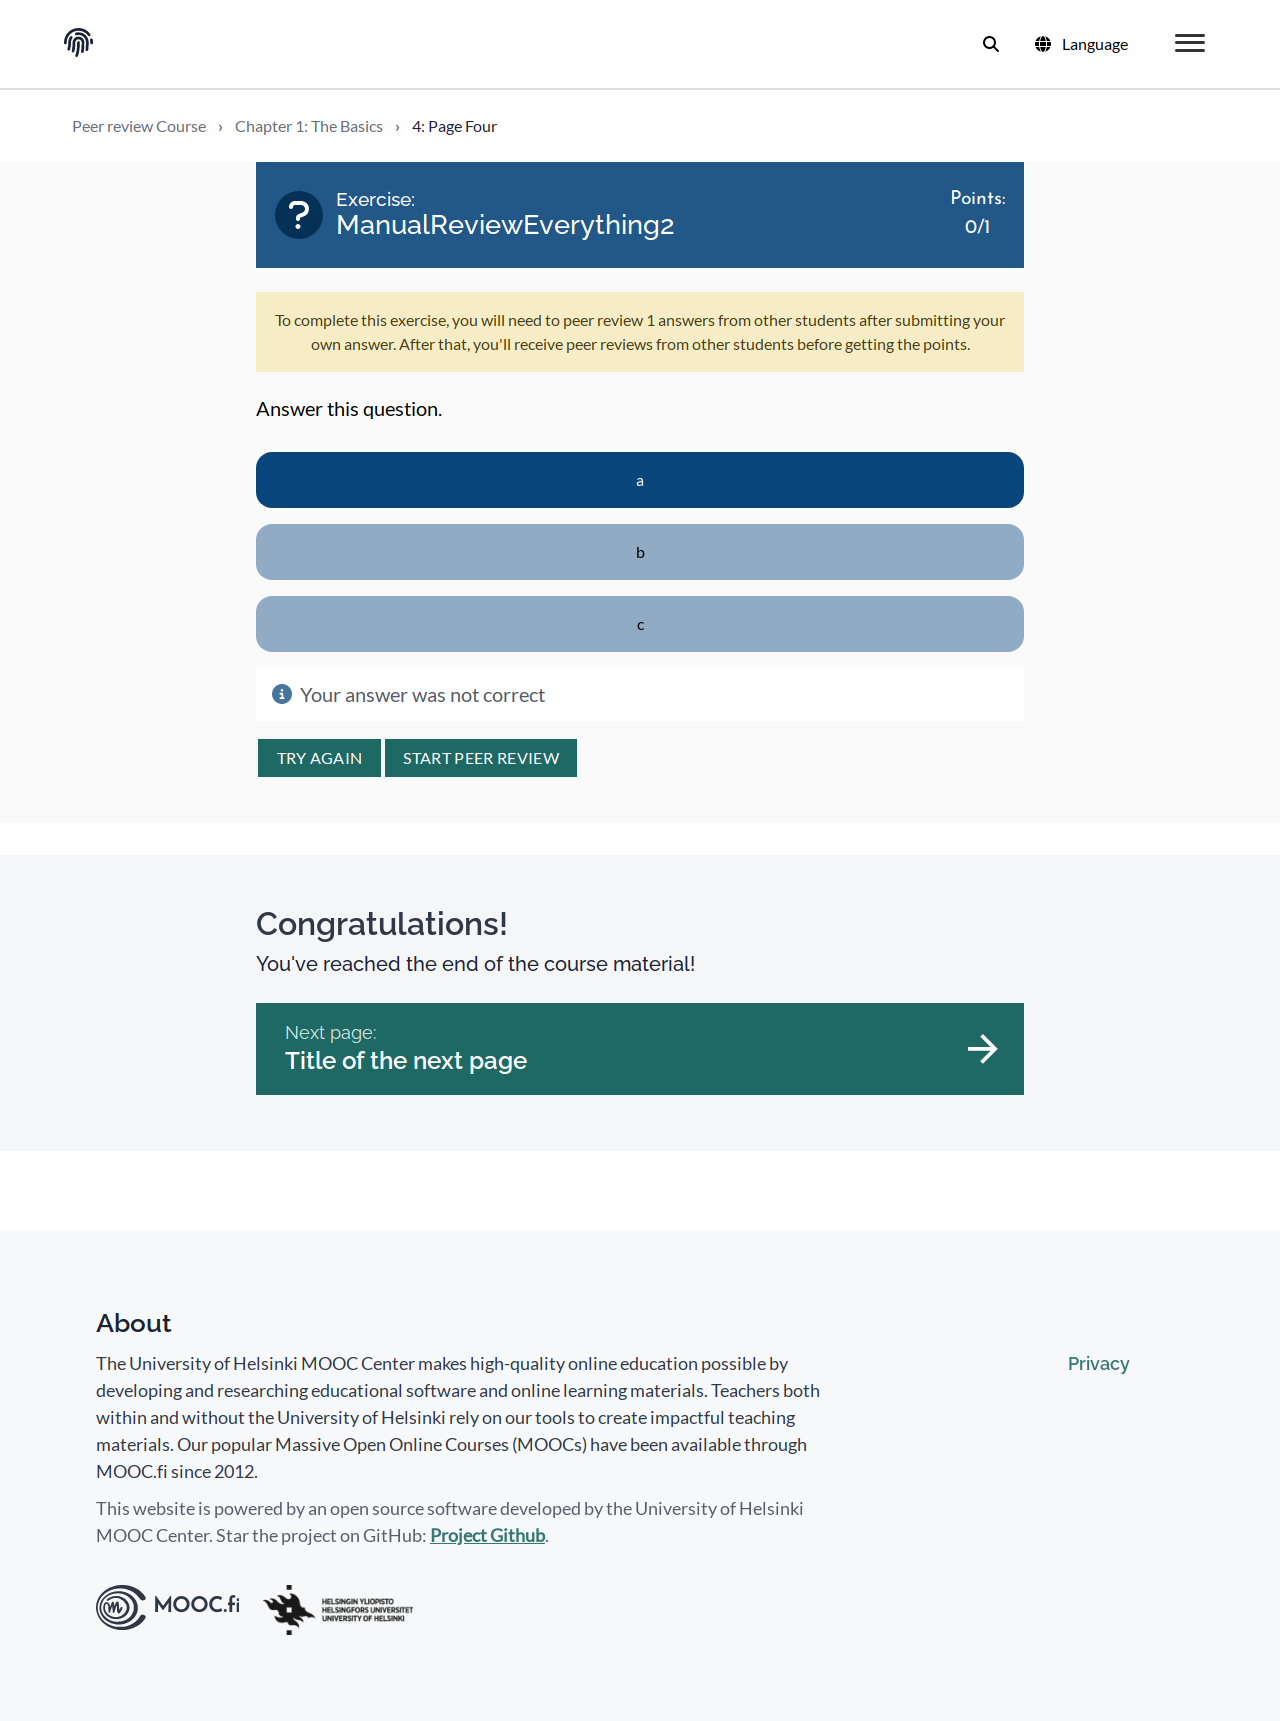 Language
Peer review Course › Chapter 1: The Basics › 4: Page Four
Exercise:
ManualReviewEverything2
Points:
0/1
To complete this exercise, you will need to peer review 1 answers from other students after submitting your
own answer. After that, you'll receive peer reviews from other students before getting the points.
Answer this question.
a
b
c
Your answer was not correct
TRY AGAIN
START PEER REVIEW
Congratulations!
You've reached the end of the course material!
Next page:
Title of the next page
About
The University of Helsinki MOOC Center makes high-quality online education possible by
developing and researching educational software and online learning materials. Teachers both
within and without the University of Helsinki rely on our tools to create impactful teaching
materials. Our popular Massive Open Online Courses (MOOCs) have been available through
MOOC.fi since 2012.
Privacy
This website is powered by an open source software developed by the University of Helsinki
MOOC Center. Star the project on GitHub: Project Github.
MOOC.fi
HELSINGIN YLIOPISTO
HELSINGFORS UNIVERSITET
UNIVERSITY OF HELSINKI